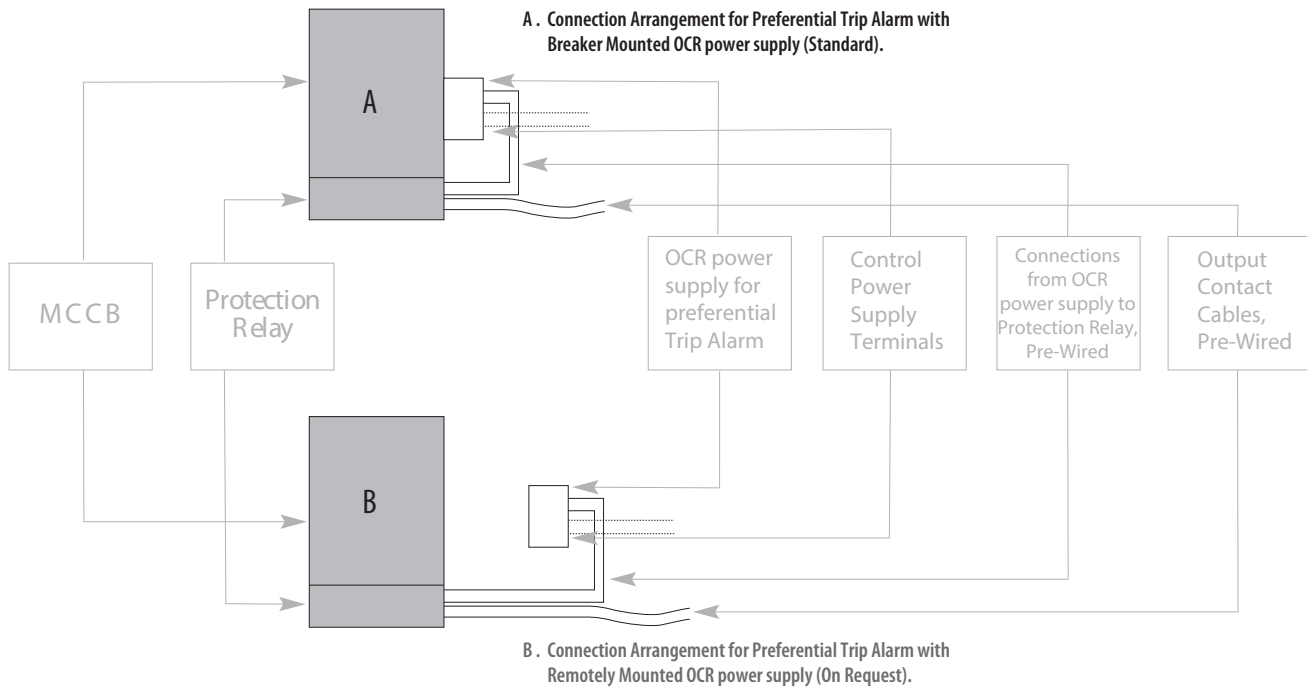 A . Connection Arrangement for Preferential Trip Alarm with
Breaker Mounted OCR power supply (Standard).
A
MCCB
Protection
Relay
OCR power
supply for
preferential
Trip Alarm
Control
Power
Supply
Terminals
Connections
from OCR
power supply to
Protection Relay,
Pre-Wired
Output
Contact
Cables,
Pre-Wired
B
B . Connection Arrangement for Preferential Trip Alarm with
Remotely Mounted OCR power supply (On Request).